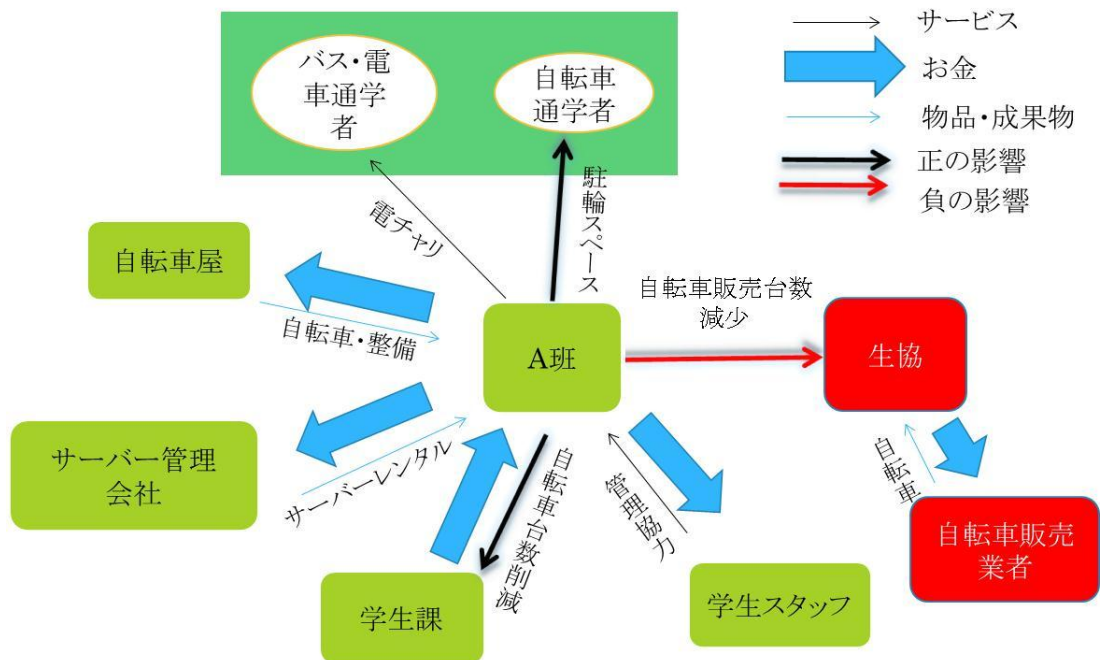 バス・電
車通学
者
自転車
通学者
サービス
お金
物品・成果物
正の影響
負の影響
電チャリ
駐輪スペース
自転車屋
自転車・整備
自転車販売台数
減少
A班
生協
サーバー管理
会社
サーバーレンタル
自転車台数削減
管理協力
自転車
自転車販売
業者
学生課
学生スタッフ